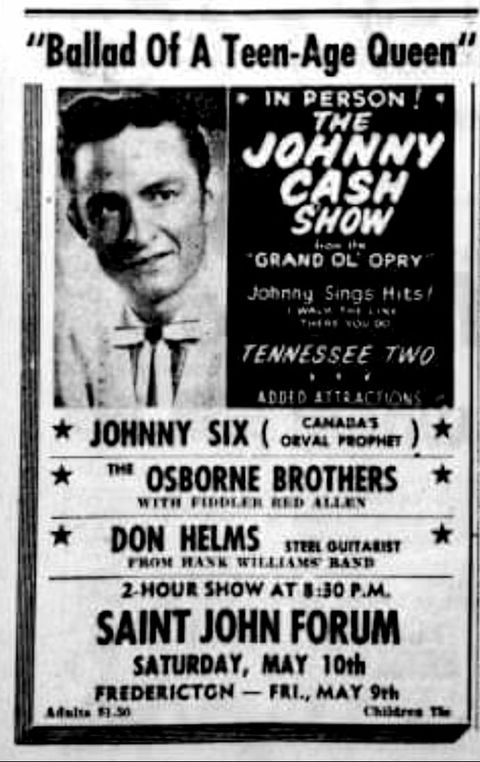 "Ballad Of A Teen-Age Queen"
★ IN PERSON! ★
THE
JOHNNY
CASH
SHOW
from the
"GRAND OL' OPRY"
Johnny Sings Hits!
I WALK THE LINE
THERE YOU GO
TENNESSEE TWO
ADDED ATTRACTIONS
★ JOHNNY SIX ( CANADA'S ORVAL PROPHET ) ★
★ THE OSBORNE BROTHERS ★
WITH FIDDLER RED ALLEN
★ DON HELMS STEEL GUITARIST ★
FROM HANK WILLIAMS' BAND
2-HOUR SHOW AT 8:30 P.M.
SAINT JOHN FORUM
SATURDAY, MAY 10th
FREDERICTON — FRI., MAY 9th
Adults $1.50 Children